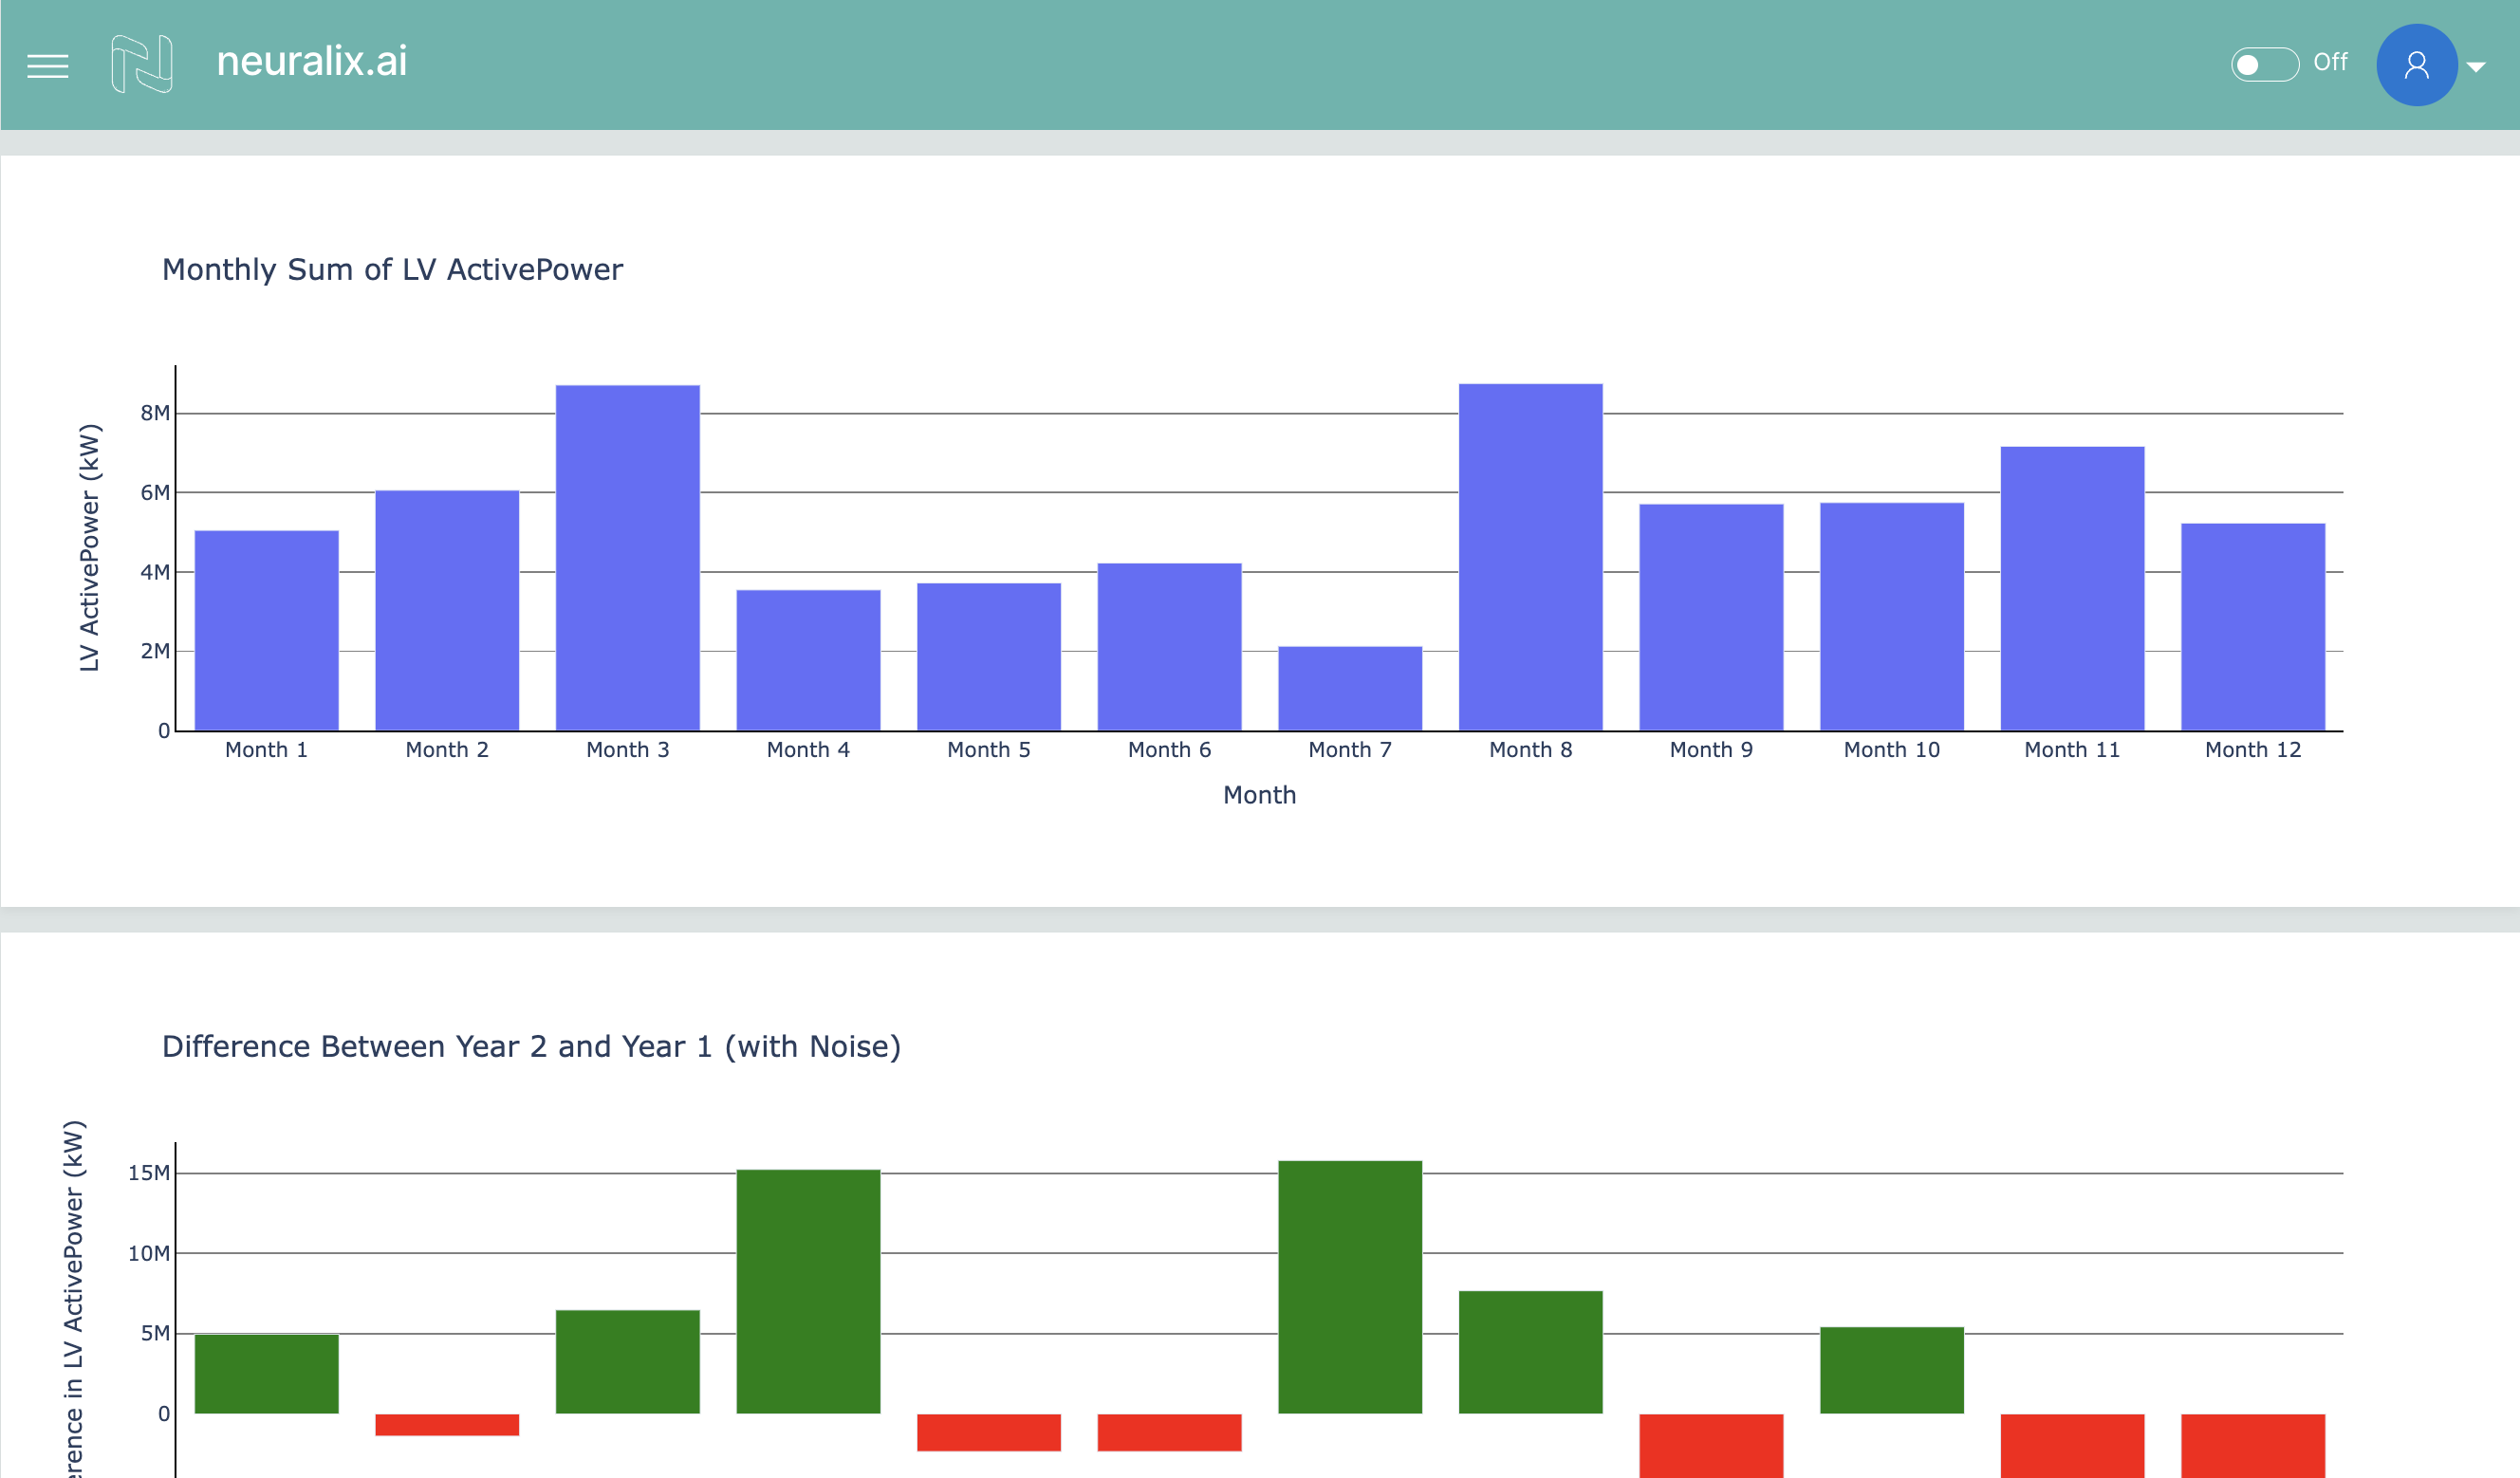 neuralix.ai
Off
Monthly Sum of LV ActivePower
LV ActivePower (kW)
8M
6M
4M
2M
0
Month 1 Month 2 Month 3 Month 4 Month 5 Month 6 Month 7 Month 8 Month 9 Month 10 Month 11 Month 12
Month
Difference Between Year 2 and Year 1 (with Noise)
in LV ActivePower (kW)
15M
10M
5M
0